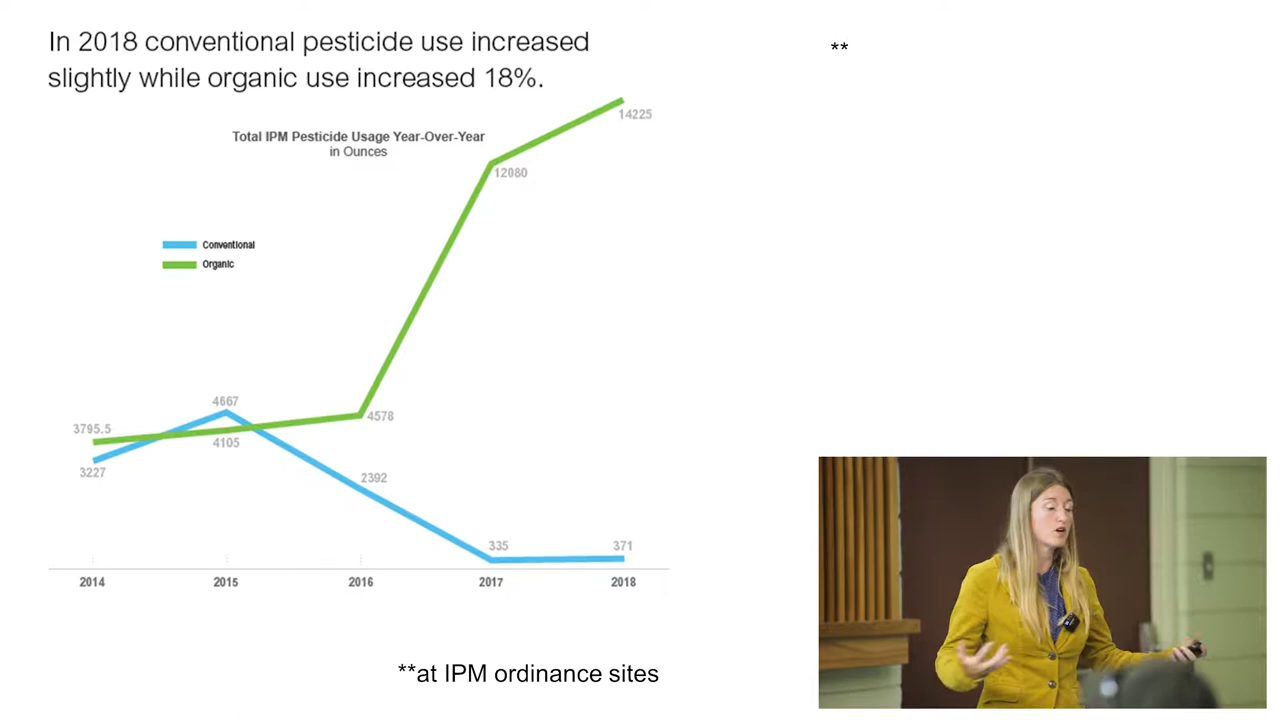 In 2018 conventional pesticide use increased
slightly while organic use increased 18%.
**
Total IPM Pesticide Usage Year-Over-Year
in Ounces
Conventional
Organic
14225
12080
4667
4578
3795.5
4105
3227
2392
335
371
2014
2015
2016
2017
2018
**at IPM ordinance sites